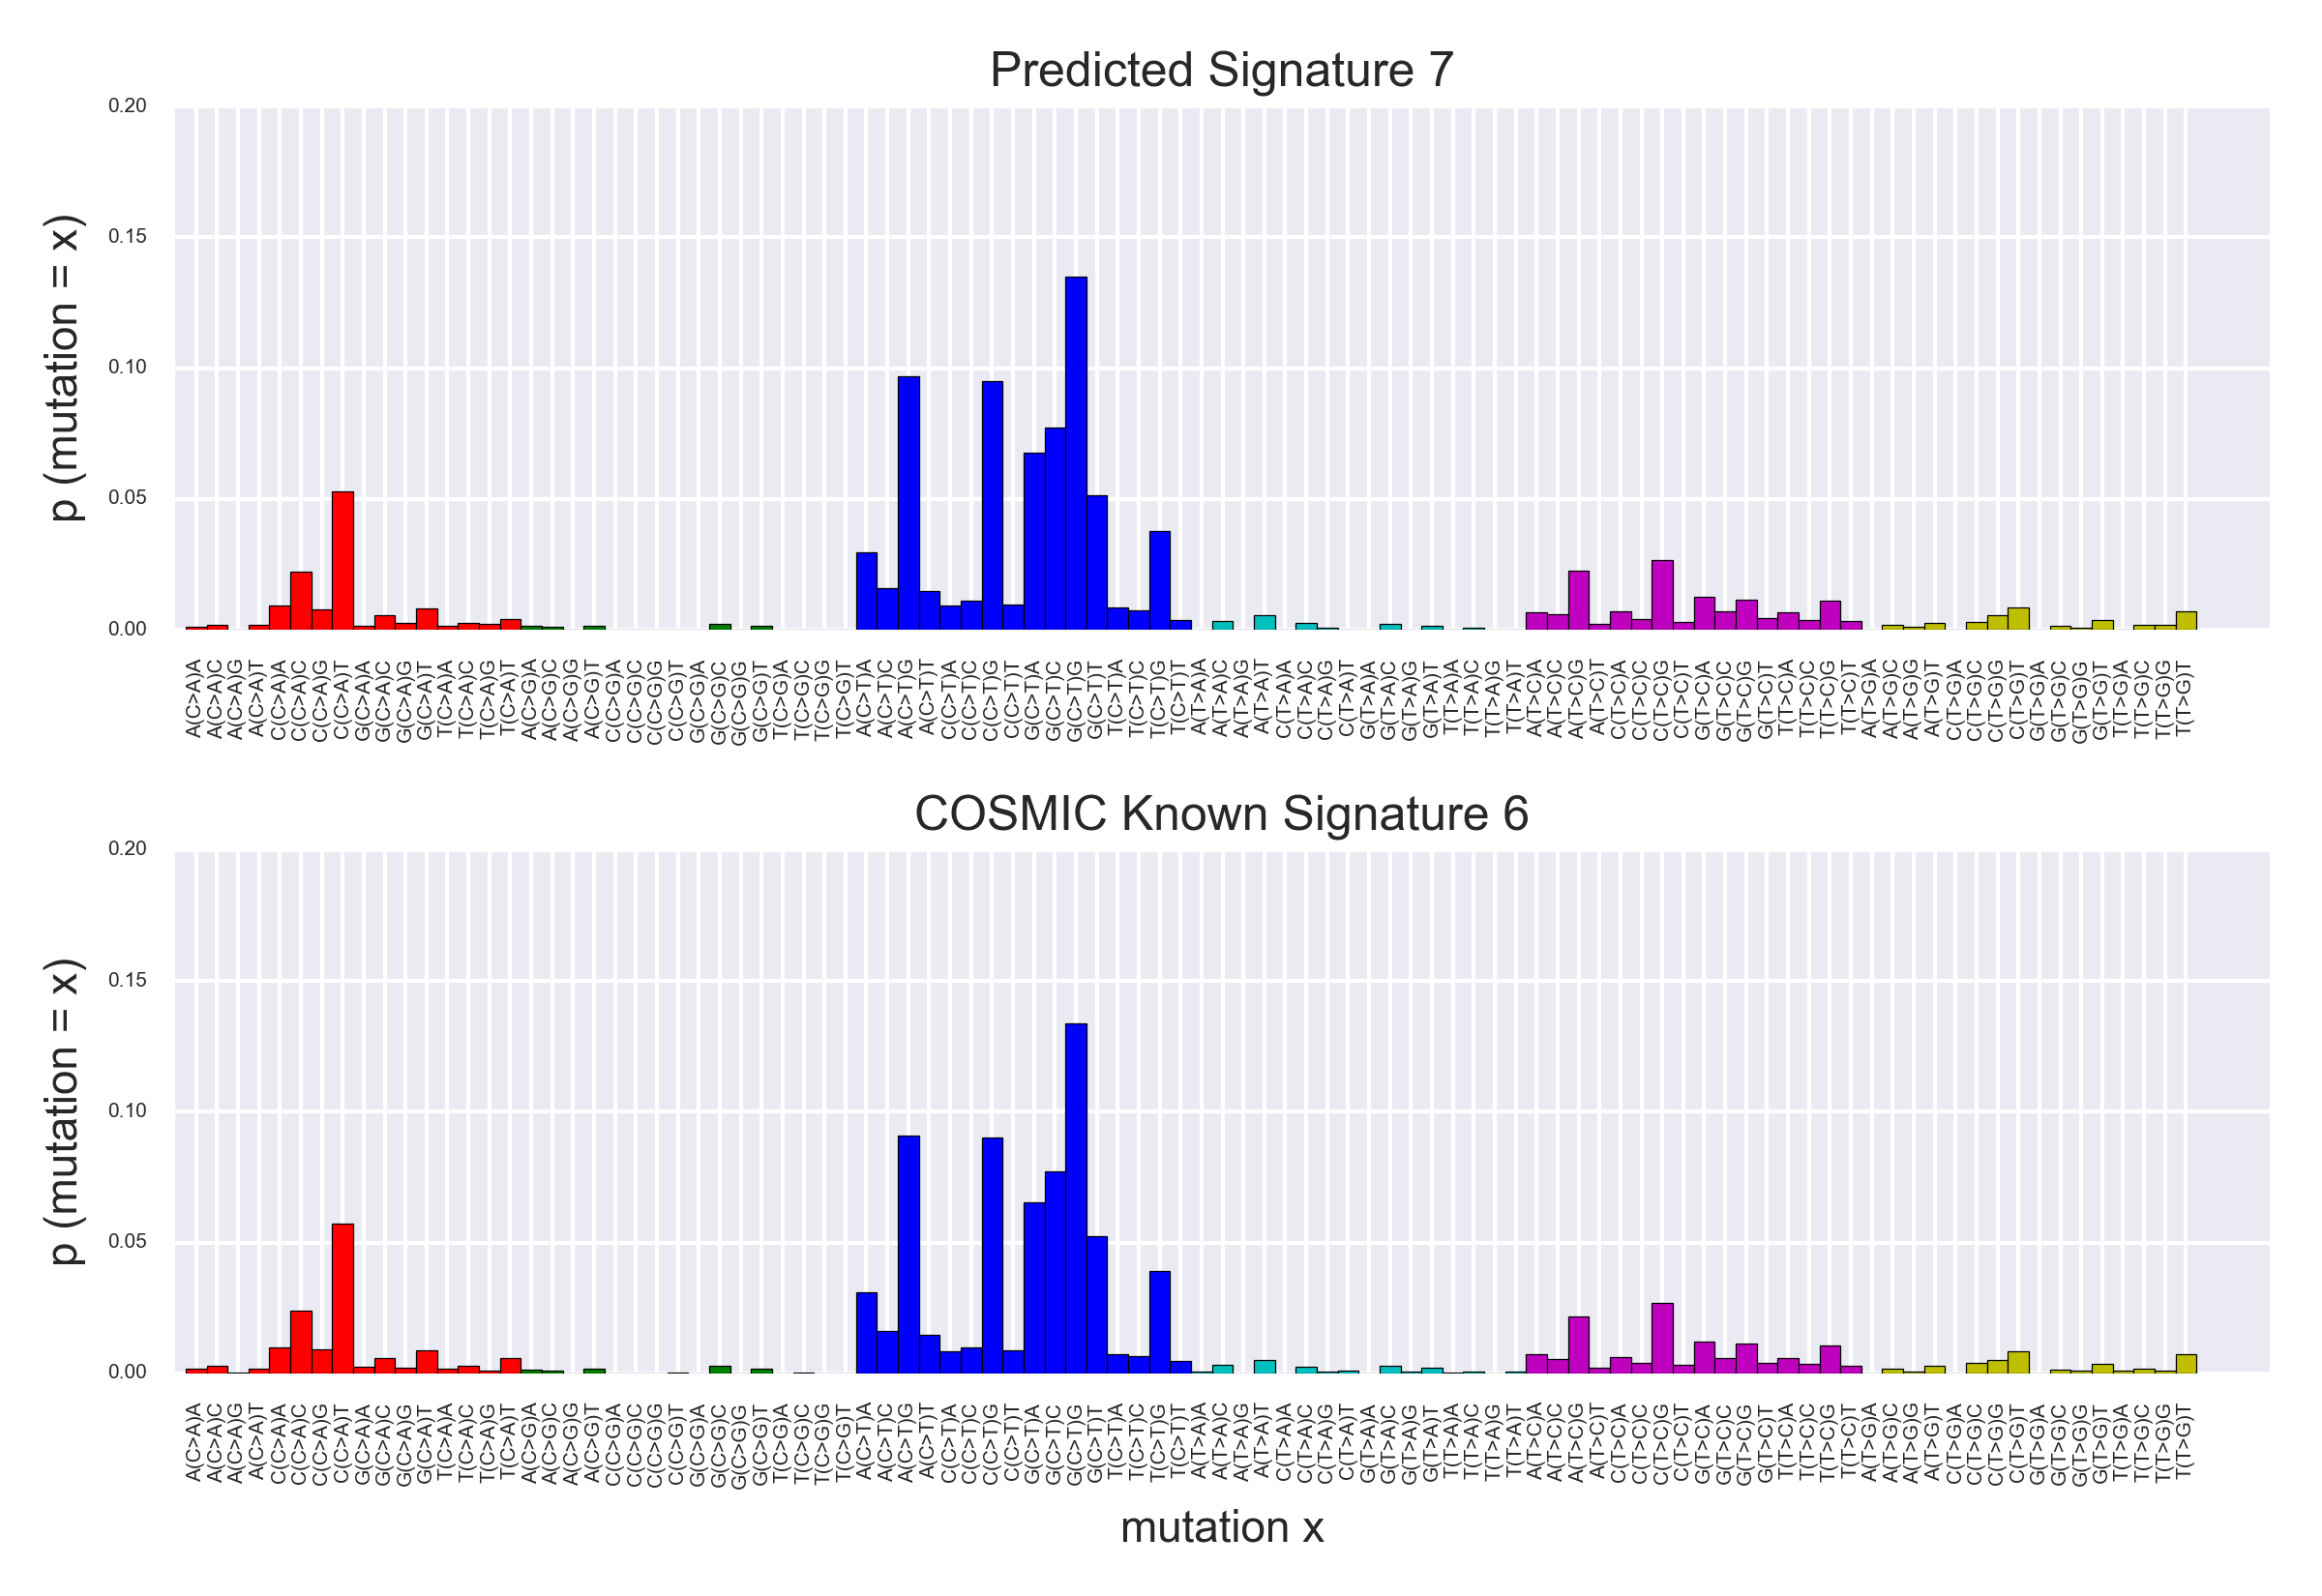 Predicted Signature 7
0.20
0.15
0.10
0.05
0.00
p (mutation = x)
A(C>A)A A(C>A)C A(C>A)G A(C>A)T C(C>A)A C(C>A)C C(C>A)G C(C>A)T G(C>A)A G(C>A)C G(C>A)G G(C>A)T T(C>A)A T(C>A)C T(C>A)G T(C>A)T A(C>G)A A(C>G)C A(C>G)G A(C>G)T C(C>G)A C(C>G)C C(C>G)G C(C>G)T G(C>G)A G(C>G)C G(C>G)G G(C>G)T T(C>G)A T(C>G)C T(C>G)G T(C>G)T A(C>T)A A(C>T)C A(C>T)G A(C>T)T C(C>T)A C(C>T)C C(C>T)G C(C>T)T G(C>T)A G(C>T)C G(C>T)G G(C>T)T T(C>T)A T(C>T)C T(C>T)G T(C>T)T A(T>A)A A(T>A)C A(T>A)G A(T>A)T C(T>A)A C(T>A)C C(T>A)G C(T>A)T G(T>A)A G(T>A)C G(T>A)G G(T>A)T T(T>A)A T(T>A)C T(T>A)G T(T>A)T A(T>C)A A(T>C)C A(T>C)G A(T>C)T C(T>C)A C(T>C)C C(T>C)G C(T>C)T G(T>C)A G(T>C)C G(T>C)G G(T>C)T T(T>C)A T(T>C)C T(T>C)G T(T>C)T A(T>G)A A(T>G)C A(T>G)G A(T>G)T C(T>G)A C(T>G)C C(T>G)G C(T>G)T G(T>G)A G(T>G)C G(T>G)G G(T>G)T T(T>G)A T(T>G)C T(T>G)G T(T>G)T
COSMIC Known Signature 6
0.20
0.15
0.10
0.05
0.00
p (mutation = x)
A(C>A)A A(C>A)C A(C>A)G A(C>A)T C(C>A)A C(C>A)C C(C>A)G C(C>A)T G(C>A)A G(C>A)C G(C>A)G G(C>A)T T(C>A)A T(C>A)C T(C>A)G T(C>A)T A(C>G)A A(C>G)C A(C>G)G A(C>G)T C(C>G)A C(C>G)C C(C>G)G C(C>G)T G(C>G)A G(C>G)C G(C>G)G G(C>G)T T(C>G)A T(C>G)C T(C>G)G T(C>G)T A(C>T)A A(C>T)C A(C>T)G A(C>T)T C(C>T)A C(C>T)C C(C>T)G C(C>T)T G(C>T)A G(C>T)C G(C>T)G G(C>T)T T(C>T)A T(C>T)C T(C>T)G T(C>T)T A(T>A)A A(T>A)C A(T>A)G A(T>A)T C(T>A)A C(T>A)C C(T>A)G C(T>A)T G(T>A)A G(T>A)C G(T>A)G G(T>A)T T(T>A)A T(T>A)C T(T>A)G T(T>A)T A(T>C)A A(T>C)C A(T>C)G A(T>C)T C(T>C)A C(T>C)C C(T>C)G C(T>C)T G(T>C)A G(T>C)C G(T>C)G G(T>C)T T(T>C)A T(T>C)C T(T>C)G T(T>C)T A(T>G)A A(T>G)C A(T>G)G A(T>G)T C(T>G)A C(T>G)C C(T>G)G C(T>G)T G(T>G)A G(T>G)C G(T>G)G G(T>G)T T(T>G)A T(T>G)C T(T>G)G T(T>G)T
mutation x